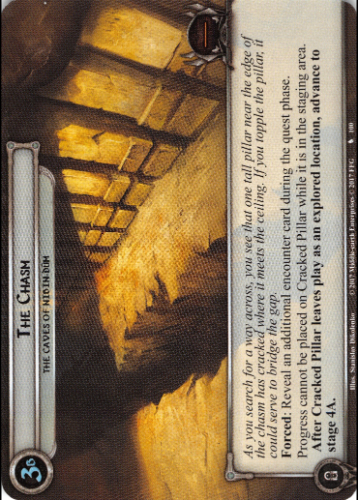 3B
THE CHASM
THE CAVES OF NIBIN-DÛM
As you search for a way across, you see that one tall pillar near the edge of
the chasm has cracked where it meets the ceiling. If you topple the pillar, it
could serve to bridge the gap.
Forced: Reveal an additional encounter card during the quest phase.
Progress cannot be placed on Cracked Pillar while it is in the staging area.
After Cracked Pillar leaves play as an explored location, advance to
stage 4A.
Illus. Stanislav Dikolenko © 2017 Middle-earth Enterprises © 2017 FFG 100